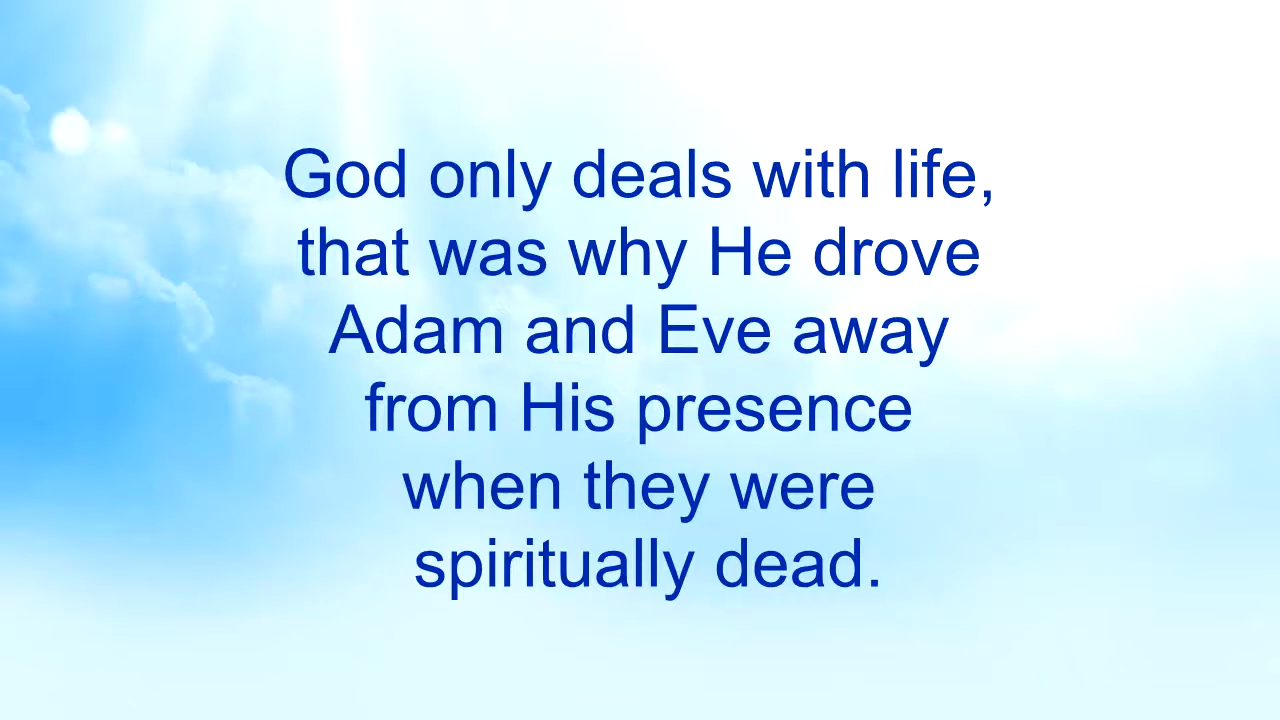 God only deals with life,
that was why He drove
Adam and Eve away
from His presence
when they were
spiritually dead.